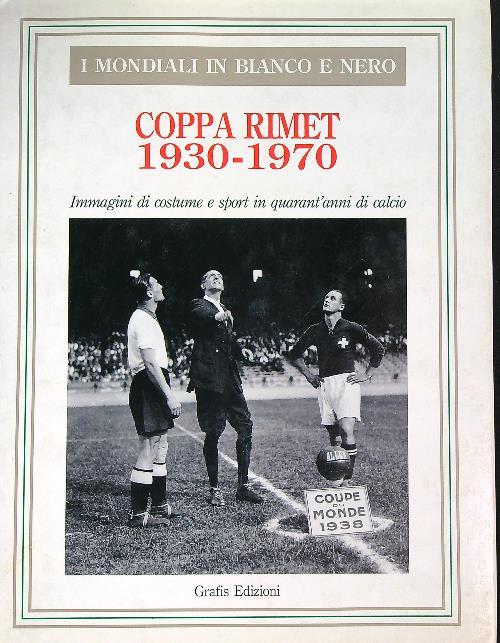 I MONDIALI IN BIANCO E NERO
COPPA RIMET
1930-1970
Immagini di costume e sport in quarant'anni di calcio
COUPE
DU
MONDE
1938
Grafis Edizioni